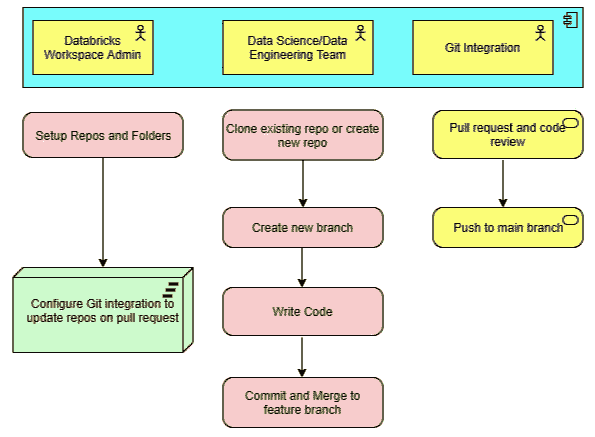 Databricks
Workspace Admin
Data Science/Data
Engineering Team
Git Integration
Setup Repos and Folders
Configure Git integration to
update repos on pull request
Clone existing repo or create
new repo
Create new branch
Write Code
Commit and Merge to
feature branch
Pull request and code
review
Push to main branch